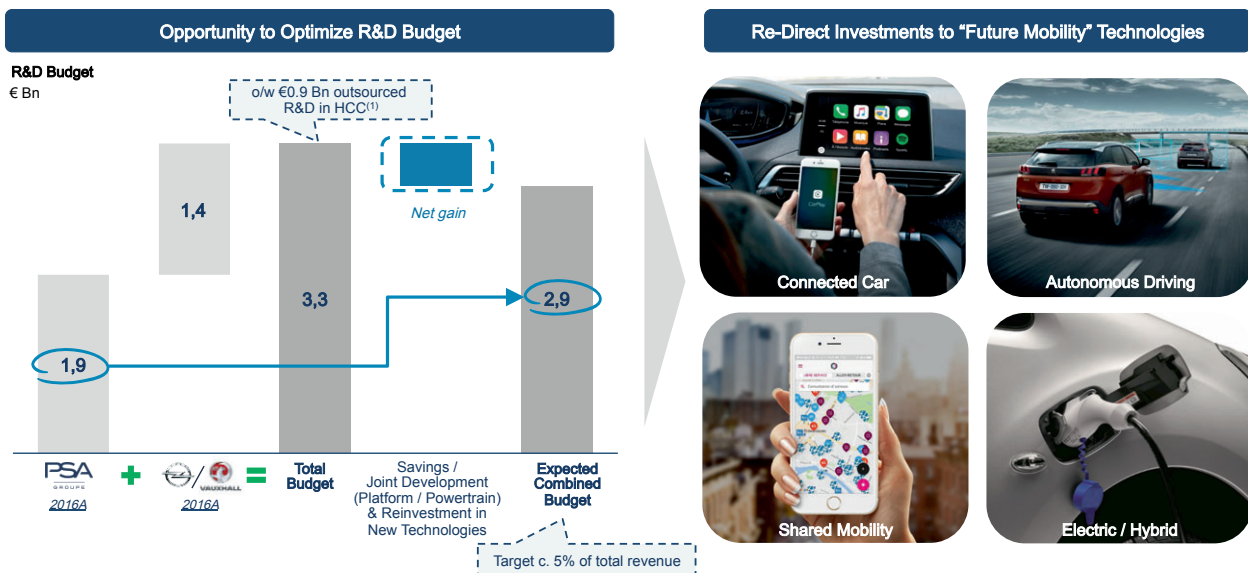 Opportunity to Optimize R&D Budget
Re-Direct Investments to “Future Mobility” Technologies
R&D Budget
€ Bn
o/w €0.9 Bn outsourced
R&D in HCC(1)
Net gain
1,4
3,3
2,9
1,9
PSA
GROUPE
2016A
+
/
VAUXHALL
2016A
=
Total
Budget
Savings /
Joint Development
(Platform / Powertrain)
& Reinvestment in
New Technologies
Expected
Combined
Budget
Target c. 5% of total revenue
CarPlay
Connected Car
Autonomous Driving
Shared Mobility
Electric / Hybrid